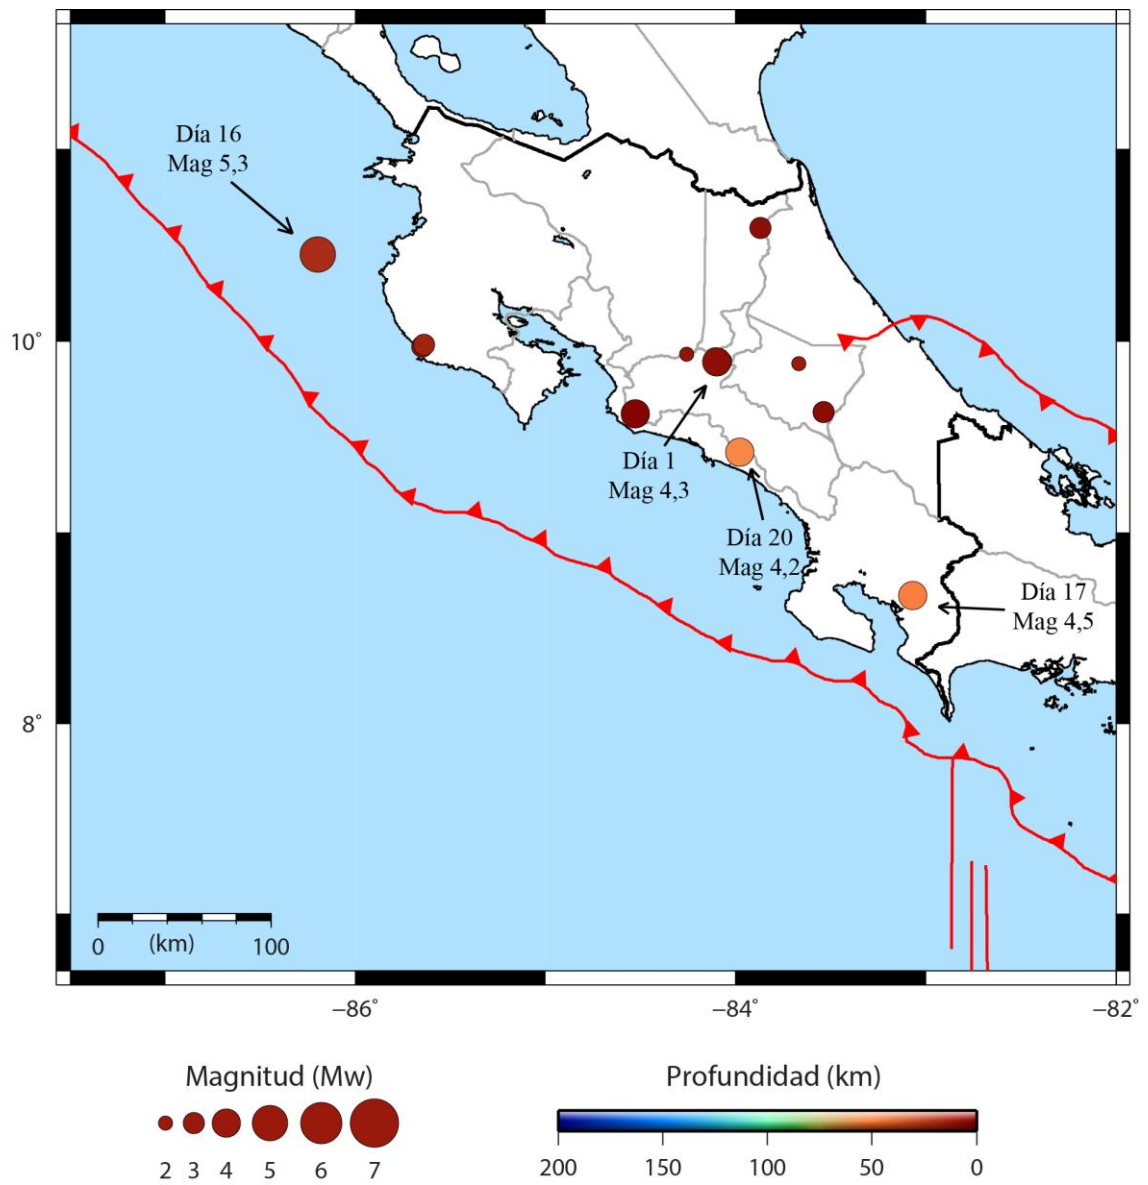 Día 16
Mag 5,3
10°
Día 1
Mag 4,3
Día 20
Mag 4,2
Día 17
Mag 4,5
8°
0 (km) 100
−86° −84° −82°
Magnitud (Mw) Profundidad (km)
2 3 4 5 6 7
200 150 100 50 0